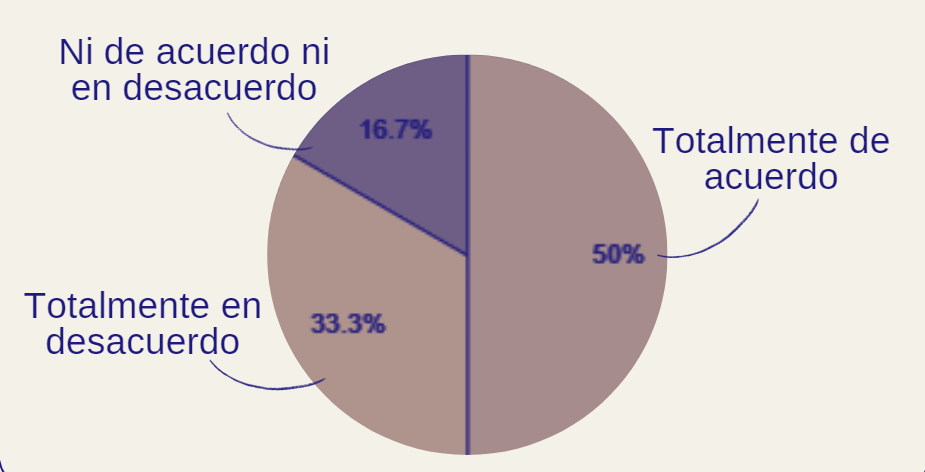 Ni de acuerdo ni
en desacuerdo
16.7%
Totalmente de
acuerdo
50%
Totalmente en
desacuerdo
33.3%